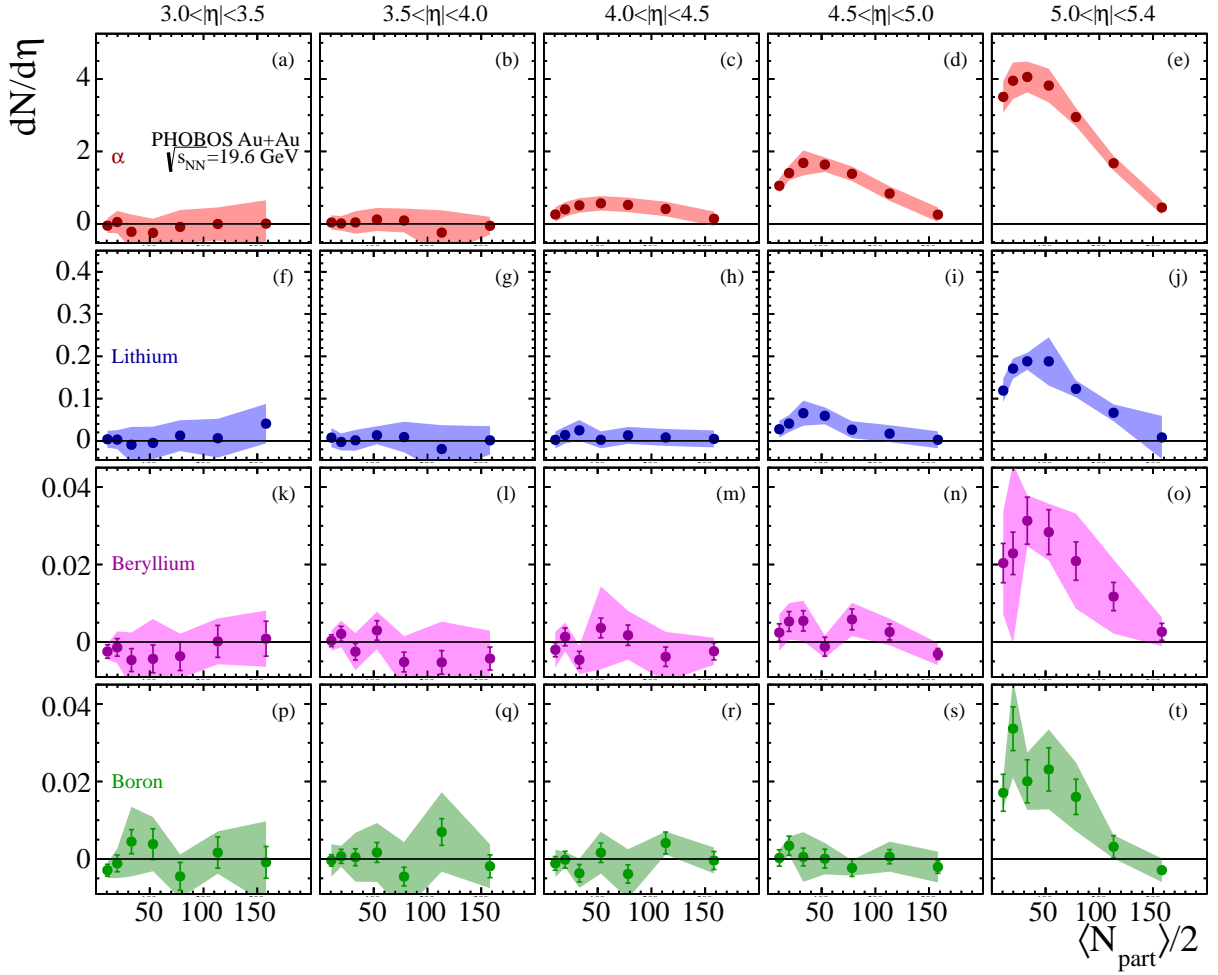 3.0<|η|<3.5 3.5<|η|<4.0 4.0<|η|<4.5 4.5<|η|<5.0 5.0<|η|<5.4
dN/dη
(a) (b) (c) (d) (e)
4
2
0
PHOBOS Au+Au
α √s_NN=19.6 GeV
(f) (g) (h) (i) (j)
0.4
0.3
0.2
0.1
0
Lithium
(k) (l) (m) (n) (o)
0.04
0.02
0
Beryllium
(p) (q) (r) (s) (t)
0.04
0.02
0
Boron
50 100 150 50 100 150 50 100 150 50 100 150 50 100 150
⟨N_part⟩/2